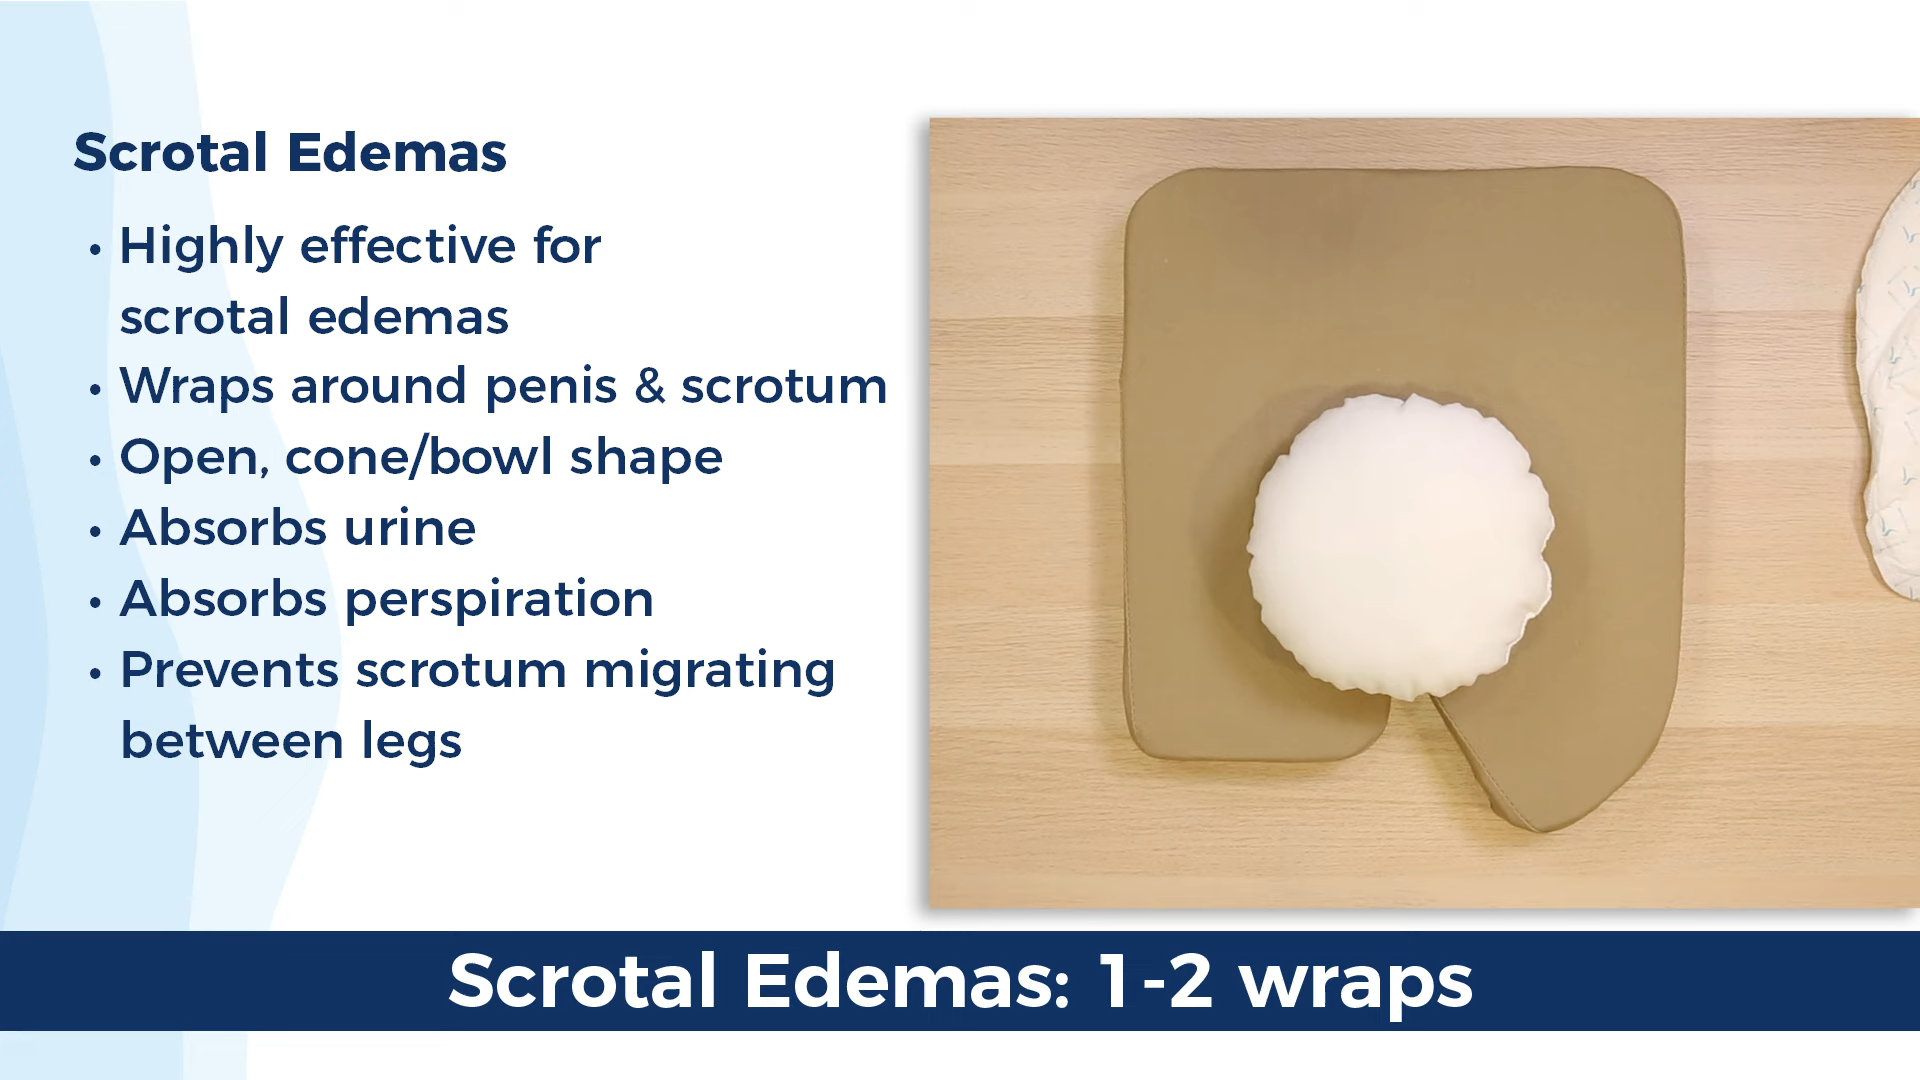 Scrotal Edemas
• Highly effective for
scrotal edemas
• Wraps around penis & scrotum
• Open, cone/bowl shape
• Absorbs urine
• Absorbs perspiration
• Prevents scrotum migrating
between legs
Scrotal Edemas: 1-2 wraps